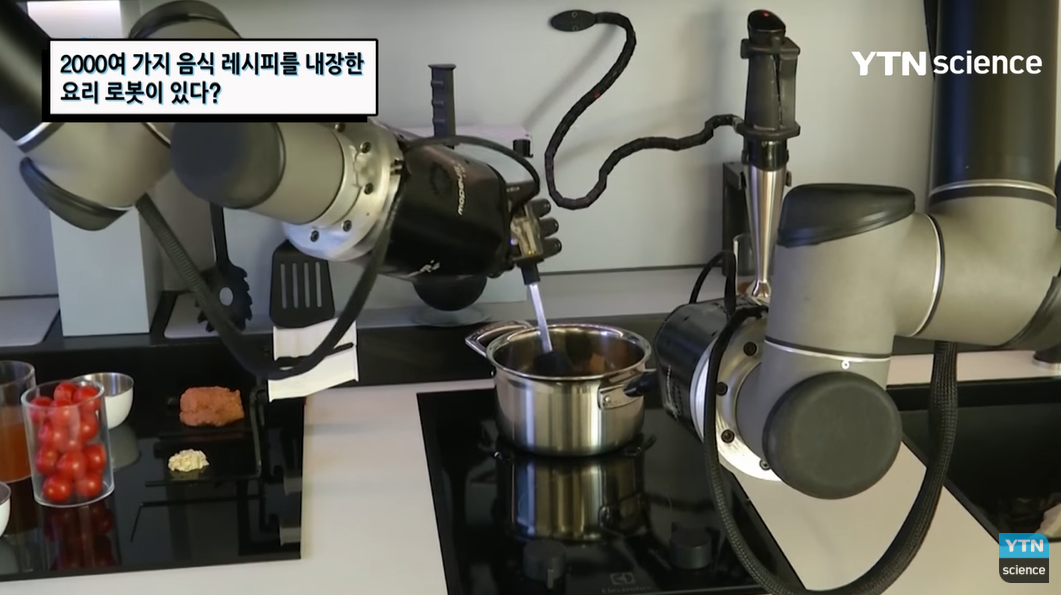 2000여 가지 음식 레시피를 내장한
요리 로봇이 있다?
YTN science
YTN
science